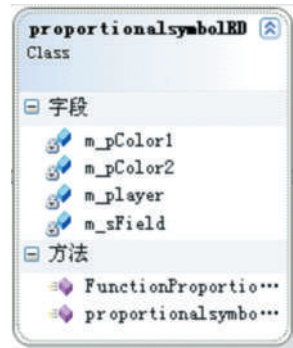 proportionalsymbolRD
Class
字段
m_pColor1
m_pColor2
m_player
m_sField
方法
FunctionProportio…
proportionalsymbo…